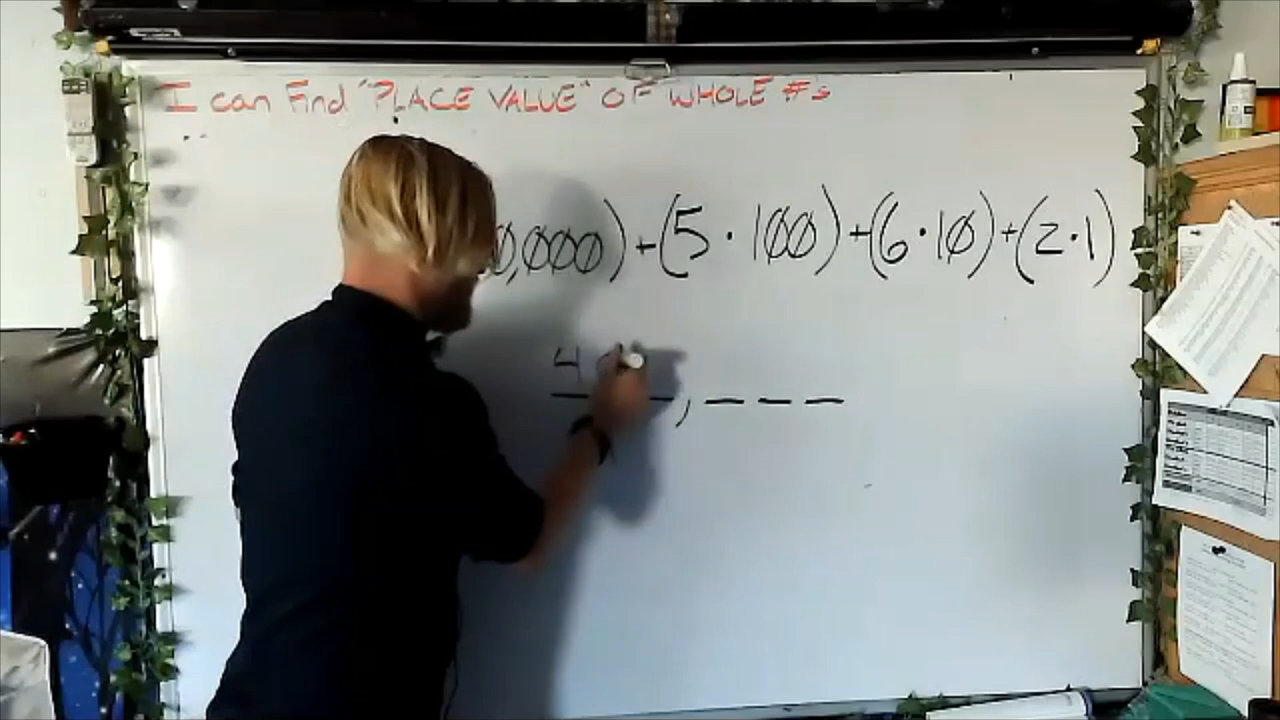 I can Find "PLACE VALUE" OF WHOLE #s
0,000) + (5 · 100) + (6 · 10) + (2 · 1)
4
, _ _ _